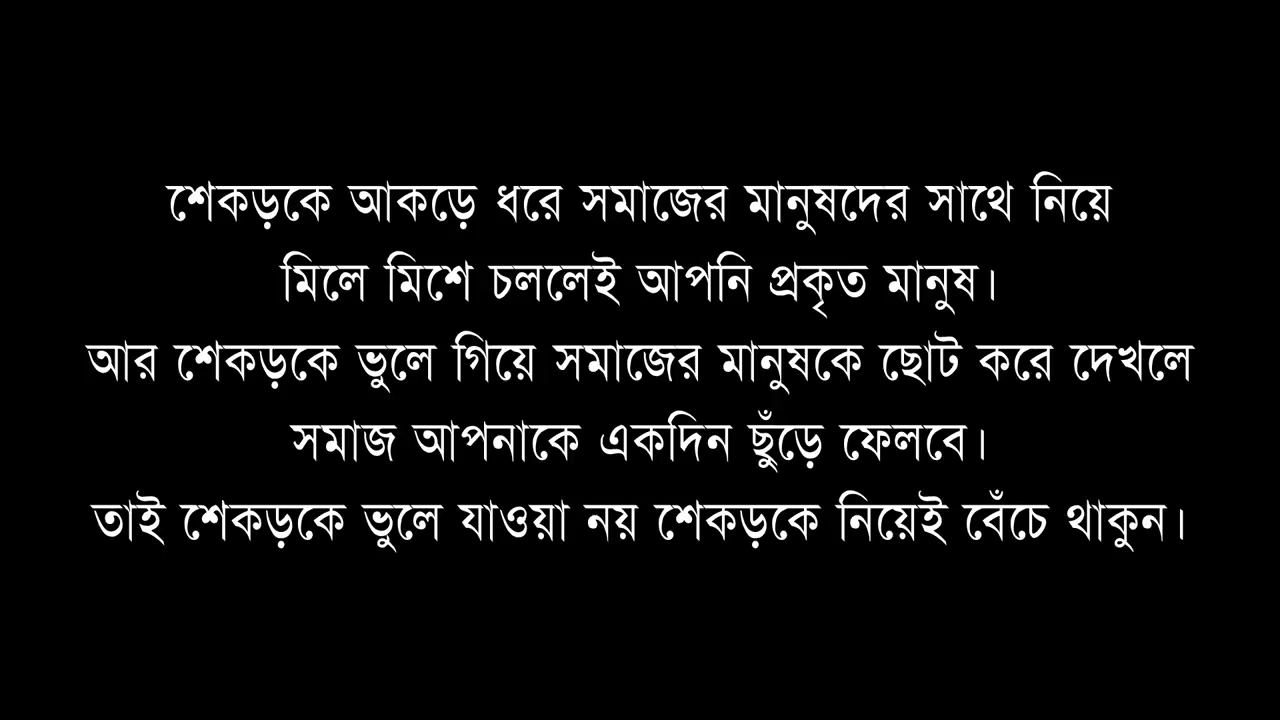 শেকড়কে আকড়ে ধরে সমাজের মানুষদের সাথে নিয়ে
মিলে মিশে চললেই আপনি প্রকৃত মানুষ।
আর শেকড়কে ভুলে গিয়ে সমাজের মানুষকে ছোট করে দেখলে
সমাজ আপনাকে একদিন ছুঁড়ে ফেলবে।
তাই শেকড়কে ভুলে যাওয়া নয় শেকড়কে নিয়েই বেঁচে থাকুন।